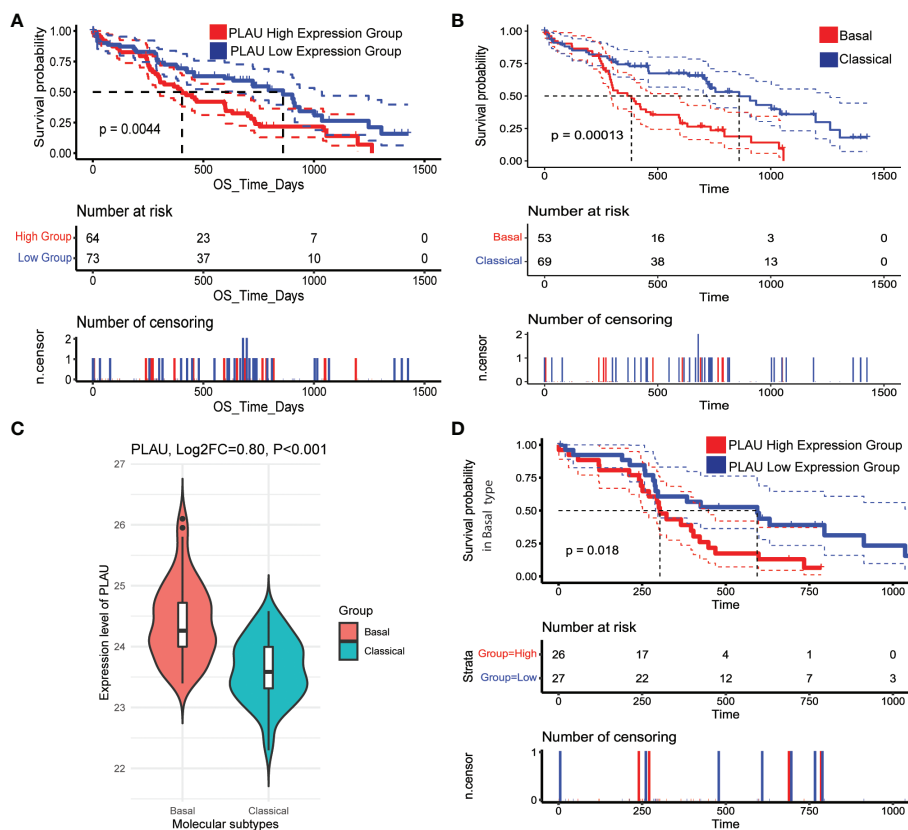 A
PLAU High Expression Group
PLAU Low Expression Group
Survival probability
1.00
0.75
0.50
0.25
0.00
p = 0.0044
0 500 1000 1500
OS_Time_Days
Number at risk
High Group 64 23 7 0
Low Group 73 37 10 0
0 500 1000 1500
OS_Time_Days
Number of censoring
n.censor
2
1
0
0 500 1000 1500
OS_Time_Days
B
Basal
Classical
Survival probability
1.00
0.75
0.50
0.25
0.00
p = 0.00013
0 500 1000 1500
Time
Number at risk
Basal 53 16 3 0
Classical 69 38 13 0
0 500 1000 1500
Time
Number of censoring
n.censor
2
1
0
0 500 1000 1500
Time
C
PLAU, Log2FC=0.80, P<0.001
Expression level of PLAU
27
26
25
24
23
22
Group
Basal
Classical
Basal Classical
Molecular subtypes
D
PLAU High Expression Group
PLAU Low Expression Group
Survival probability
in Basal type
1.00
0.75
0.50
0.25
0.00
p = 0.018
0 250 500 750 1000
Time
Number at risk
Strata
Group=High 26 17 4 1 0
Group=Low 27 22 12 7 3
0 250 500 750 1000
Time
Number of censoring
n.censor
1
0
0 250 500 750 1000
Time